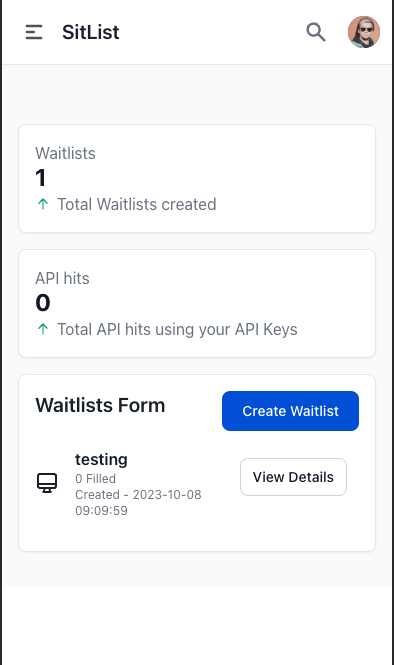 SitList
Waitlists
1
↑ Total Waitlists created
API hits
0
↑ Total API hits using your API Keys
Waitlists Form
Create Waitlist
testing
0 Filled
Created - 2023-10-08
09:09:59
View Details